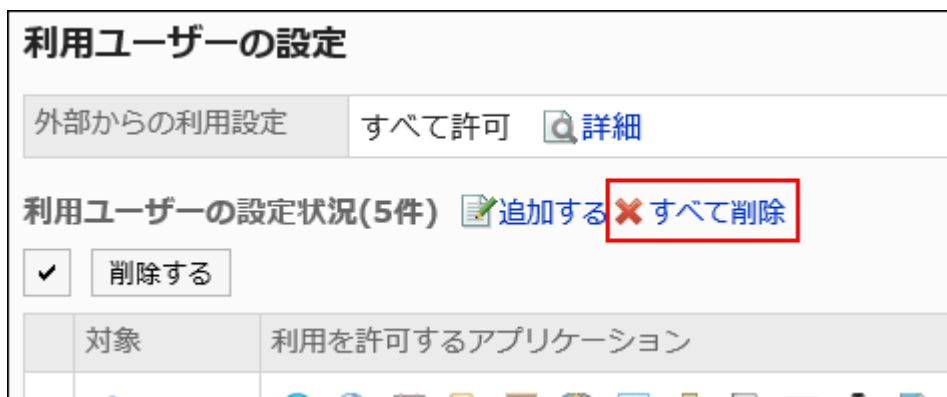 利用ユーザーの設定
外部からの利用設定 すべて許可 詳細
利用ユーザーの設定状況(5件) 追加する すべて削除
削除する
対象 利用を許可するアプリケーション